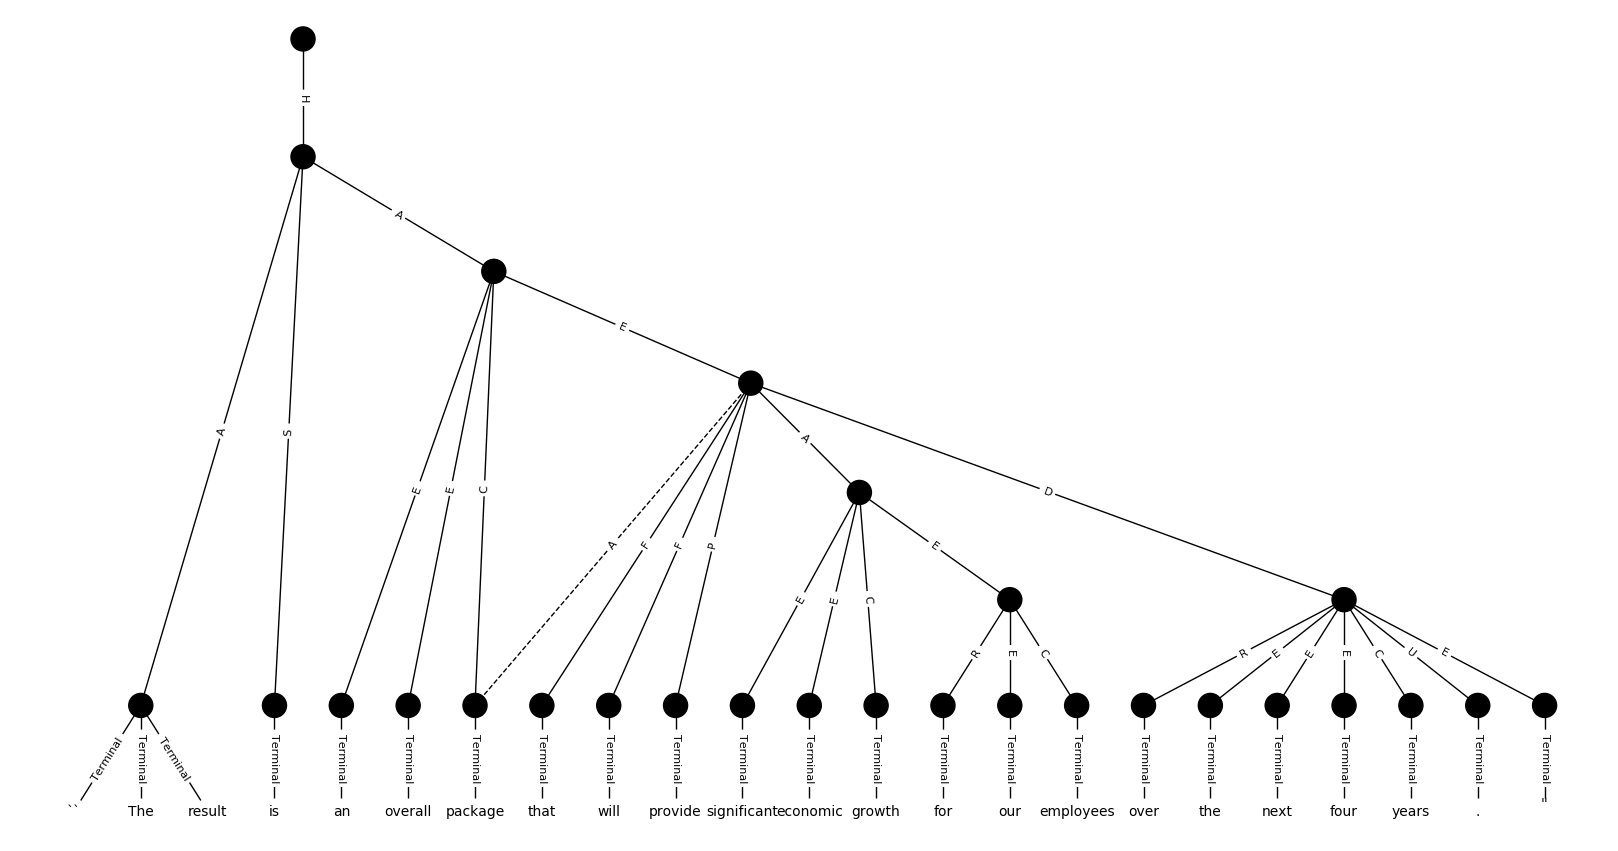 H
A
E
A S E E C A D
A F F P E
E E C
R E C R E E E C U E
Terminal Terminal Terminal Terminal Terminal Terminal Terminal Terminal Terminal Terminal Terminal Terminal Terminal Terminal Terminal Terminal Terminal Terminal Terminal Terminal Terminal Terminal Terminal
`` The result is an overall package that will provide significant economic growth for our employees over the next four years . "